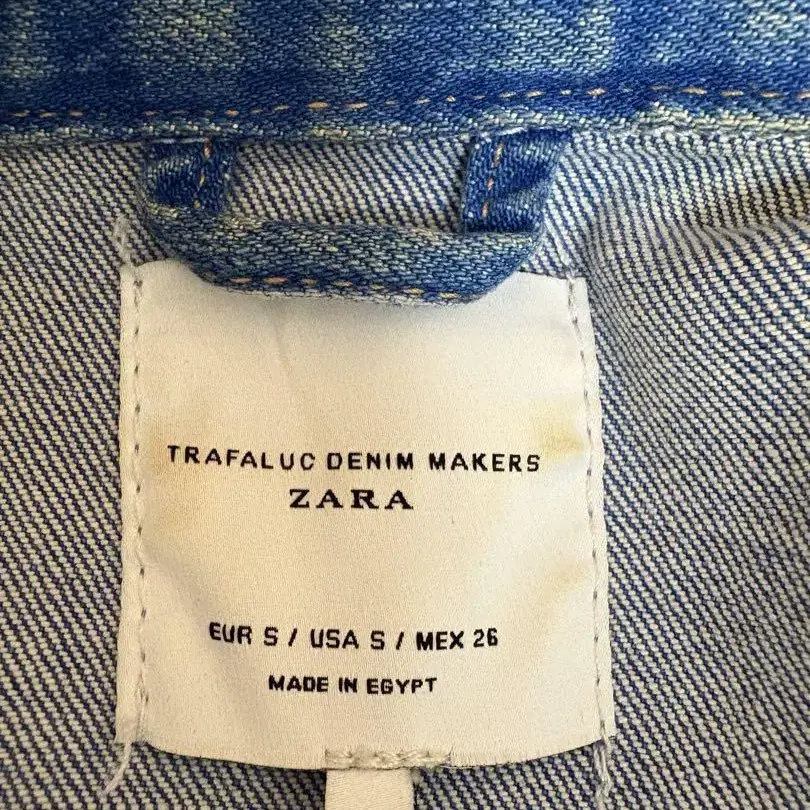 TRAFALUC DENIM MAKERS
ZARA
EUR S / USA S / MEX 26
MADE IN EGYPT